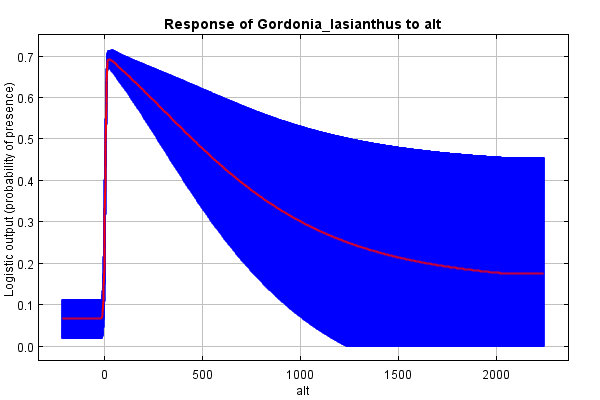 Response of Gordonia_lasianthus to alt
Logistic output (probability of presence)
0.7
0.6
0.5
0.4
0.3
0.2
0.1
0.0
0 500 1000 1500 2000
alt